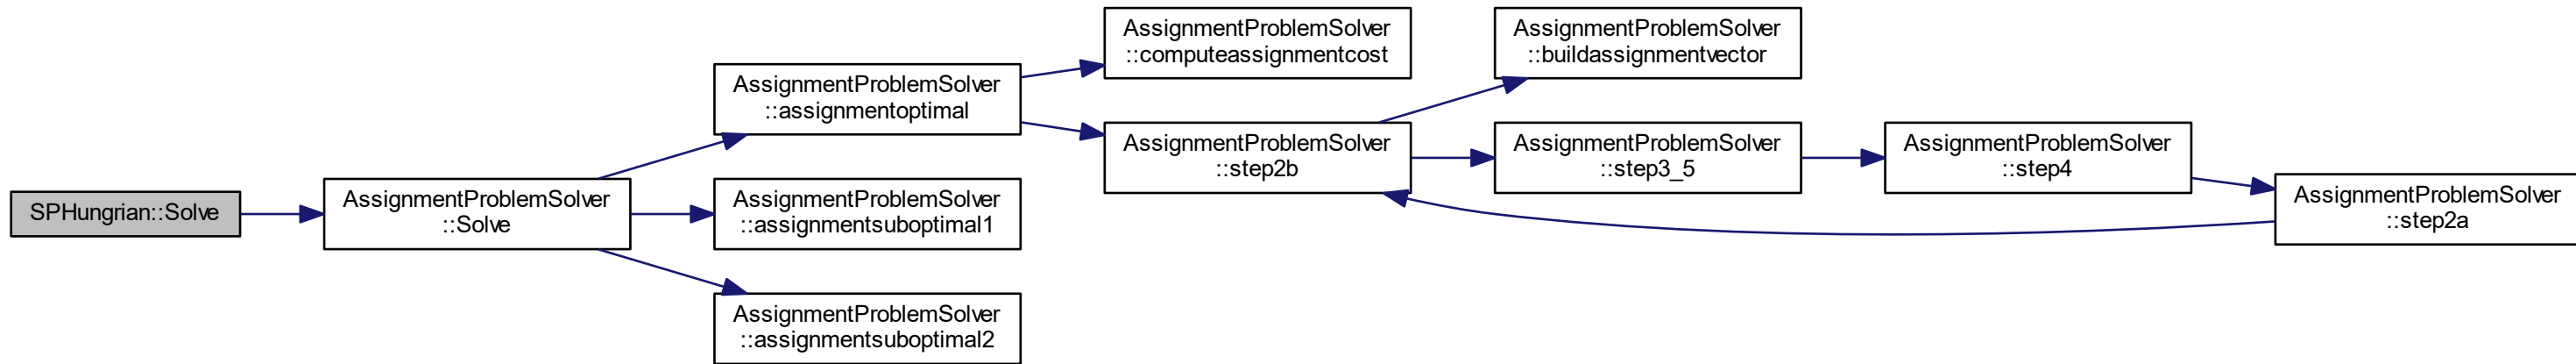 SPHungrian::Solve
AssignmentProblemSolver
::Solve
AssignmentProblemSolver
::assignmentoptimal
AssignmentProblemSolver
::assignmentsuboptimal1
AssignmentProblemSolver
::assignmentsuboptimal2
AssignmentProblemSolver
::computeassignmentcost
AssignmentProblemSolver
::step2b
AssignmentProblemSolver
::buildassignmentvector
AssignmentProblemSolver
::step3_5
AssignmentProblemSolver
::step4
AssignmentProblemSolver
::step2a